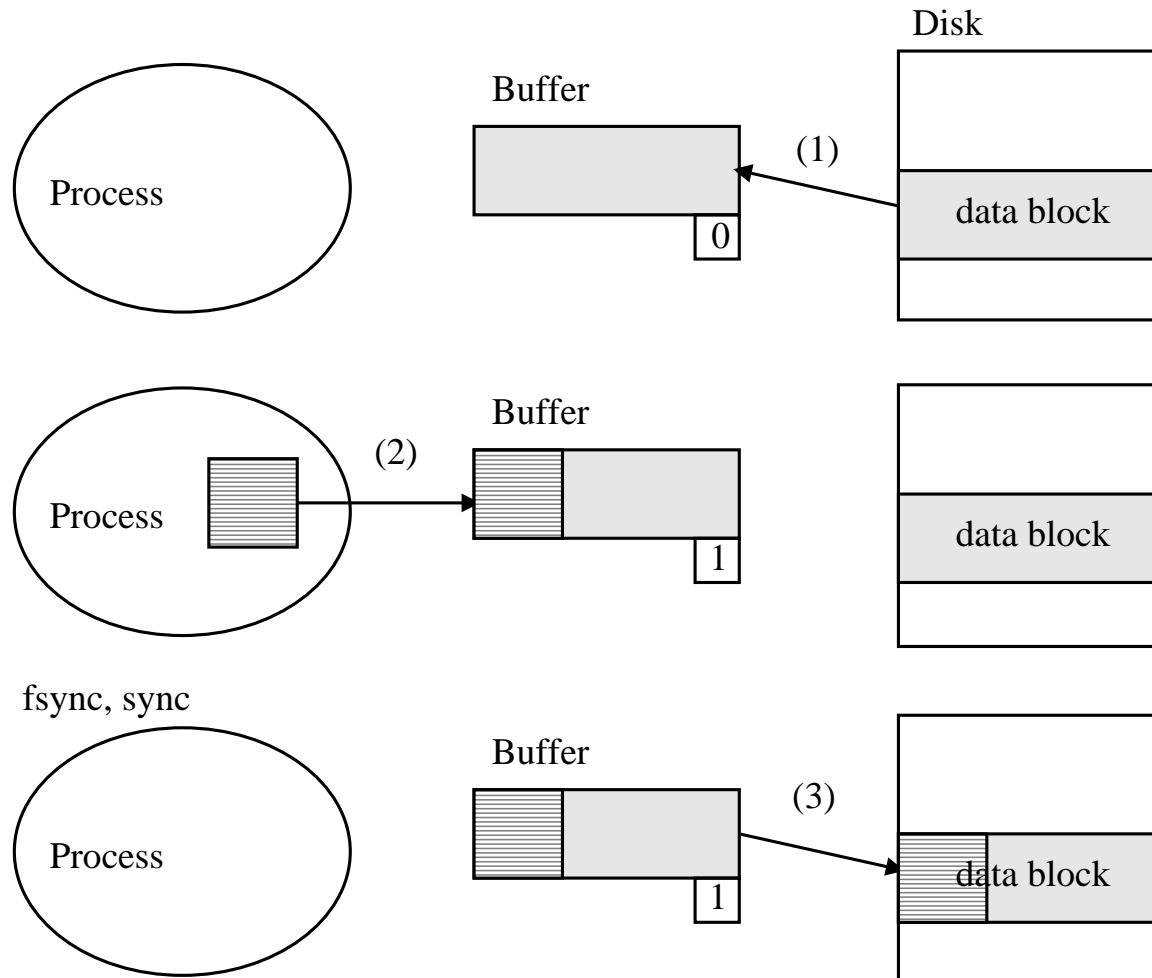 Disk
Buffer
(1)
Process
data block
0
Buffer
(2)
Process
data block
1
fsync, sync
Buffer
(3)
Process
data block
1